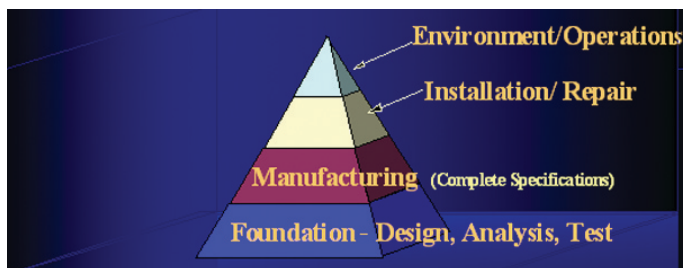 Environment/Operations
Installation/ Repair
Manufacturing (Complete Specifications)
Foundation - Design, Analysis, Test